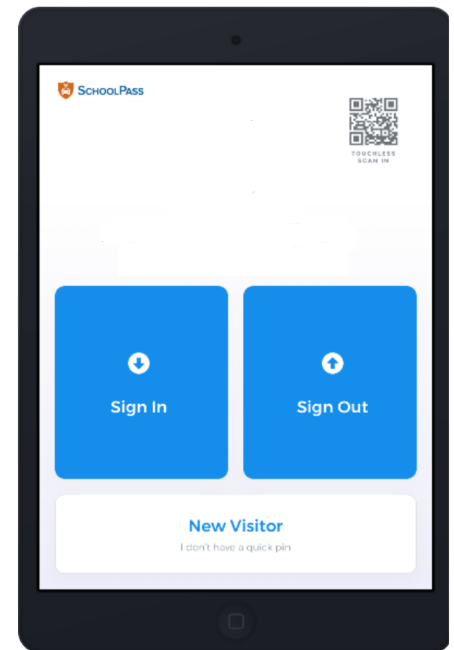 SCHOOLPASS
TOUCHLESS
SCAN IN
Sign In
Sign Out
New Visitor
I don't have a quick pin